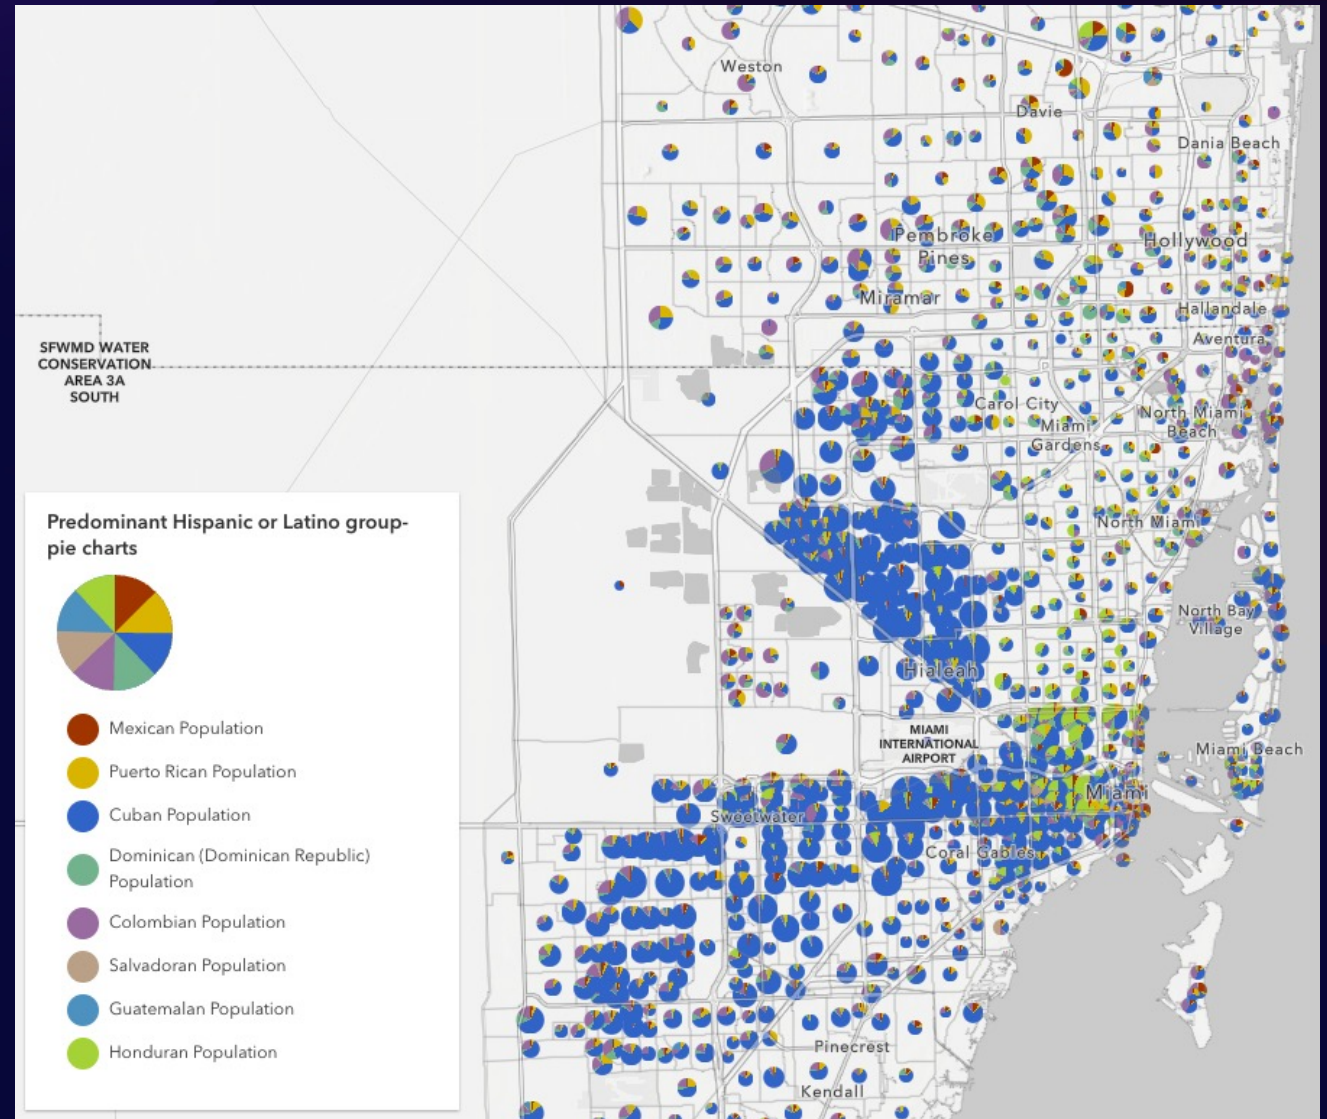 Weston
Davie
Dania Beach
Pembroke
Pines
Hollywood
Miramar
Hallandale
Aventura
SFWMD WATER
CONSERVATION
AREA 3A
SOUTH
Carol City
Miami
Gardens
North Miami
Beach
North Miami
North Bay
Village
Hialeah
MIAMI
INTERNATIONAL
AIRPORT
Miami Beach
Miami
Sweetwater
Coral Gables
Pinecrest
Kendall
Predominant Hispanic or Latino group-
pie charts
Mexican Population
Puerto Rican Population
Cuban Population
Dominican (Dominican Republic)
Population
Colombian Population
Salvadoran Population
Guatemalan Population
Honduran Population